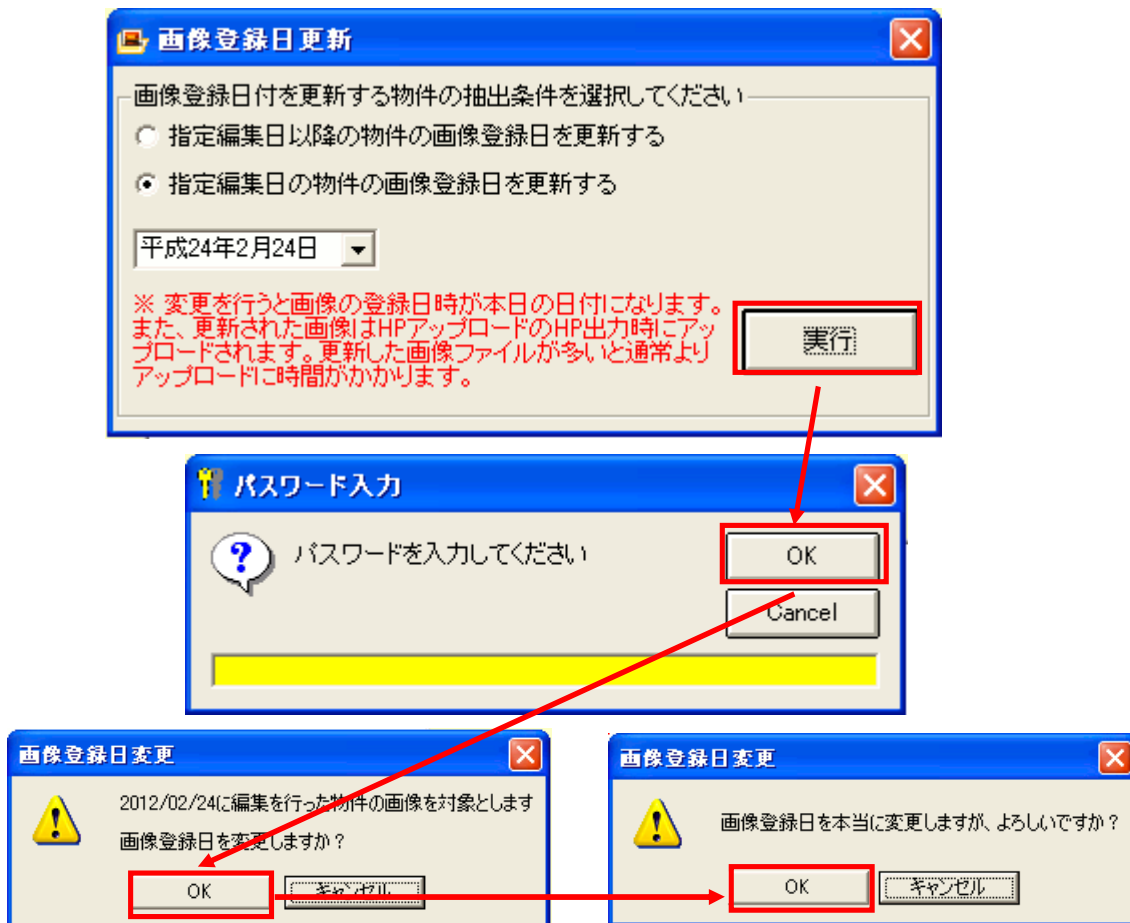 画像登録日更新
画像登録日付を更新する物件の抽出条件を選択してください
指定編集日以降の物件の画像登録日を更新する
指定編集日の物件の画像登録日を更新する
平成24年2月24日
※ 変更を行うと画像の登録日時が本日の日付になります。
また、更新された画像はHPアップロードのHP出力時にアッ
プロードされます。更新した画像ファイルが多いと通常より
アップロードに時間がかかります。
実行
パスワード入力
パスワードを入力してください
OK
Cancel
画像登録日変更
2012/02/24に編集を行った物件の画像を対象とします
画像登録日を変更しますか？
OK
キャンセル
画像登録日変更
画像登録日を本当に変更しますが、よろしいですか？
OK
キャンセル